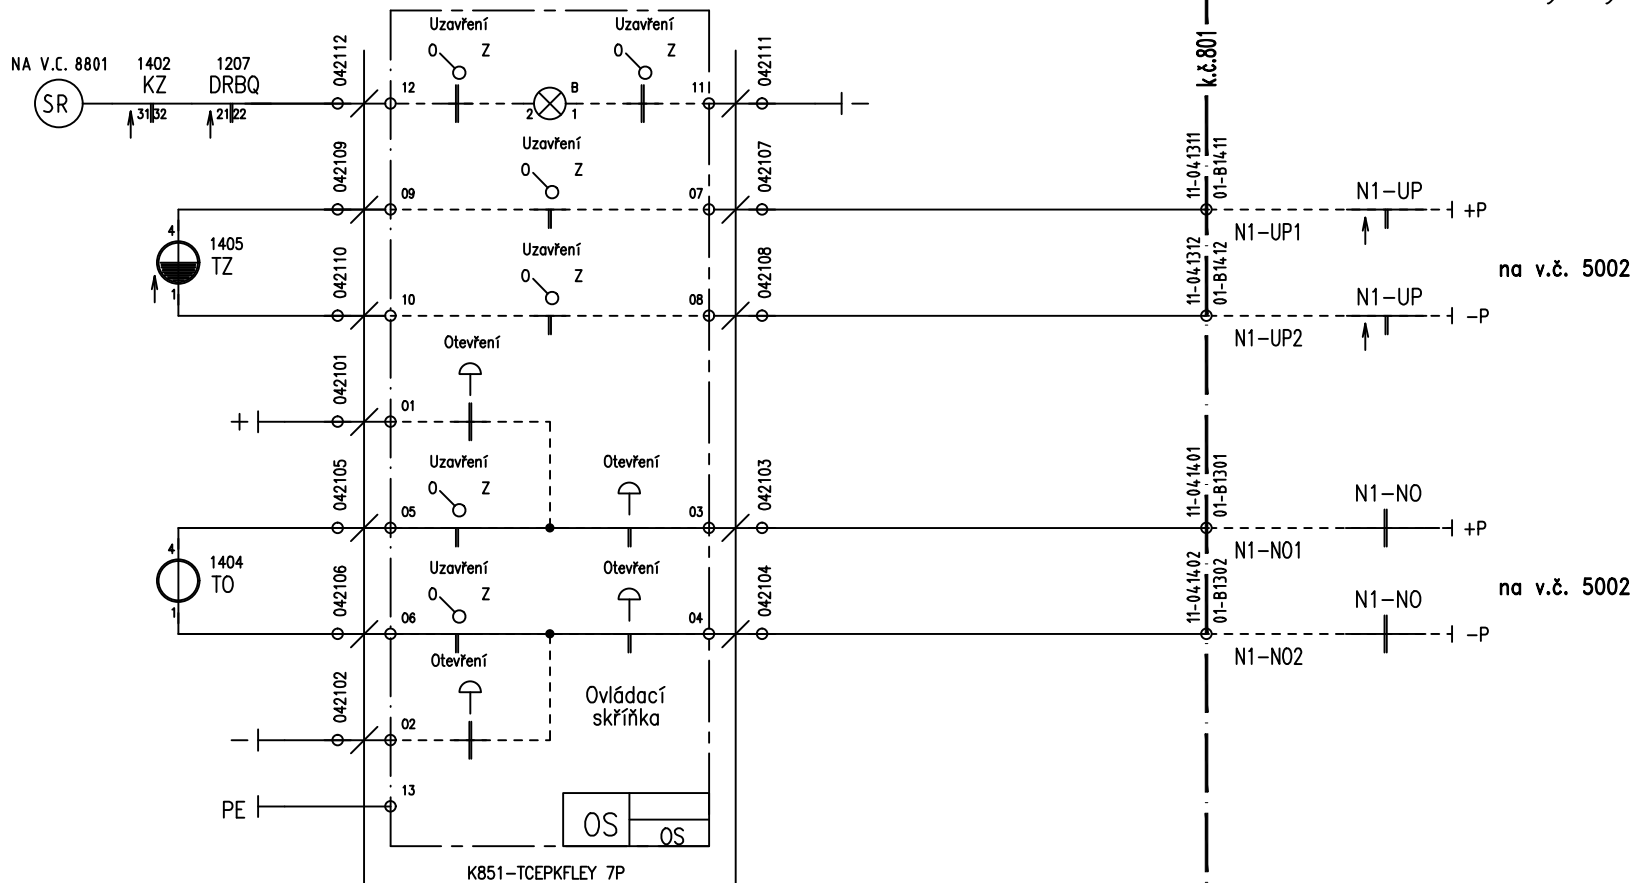 Uzavření
Uzavření
O Z
O Z
NA V.C. 8801
1402
KZ
1207
DRBQ
042112
042111
k.č.801
SR
31 32
21 22
12
2
B
1
11
−
042109
Uzavření
O Z
042107
11-041311
01-B1411
N1-UP
09
07
+P
N1-UP1
4
1405
TZ
1
042110
Uzavření
O Z
042108
11-041312
01-B1412
na v.č. 5002
N1-UP
10
08
-P
N1-UP2
Otevření
042101
+
01
042105
Uzavření
O Z
Otevření
042103
11-041401
01-B1301
N1-NO
05
03
+P
N1-NO1
4
1404
TO
1
042106
Uzavření
O Z
Otevření
042104
11-041402
01-B1302
na v.č. 5002
N1-NO
06
04
-P
N1-NO2
Otevření
042102
Ovládací
skříňka
−
02
13
PE
OS
OS
K851-TCEPKFLEY 7P